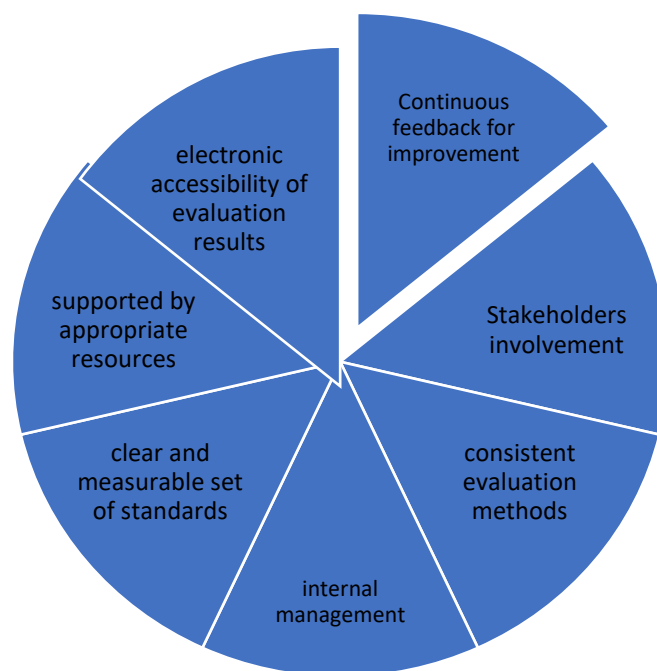 Continuous
feedback for
improvement
Stakeholders
involvement
consistent
evaluation
methods
internal
management
clear and
measurable set
of standards
supported by
appropriate
resources
electronic
accessibility of
evaluation
results